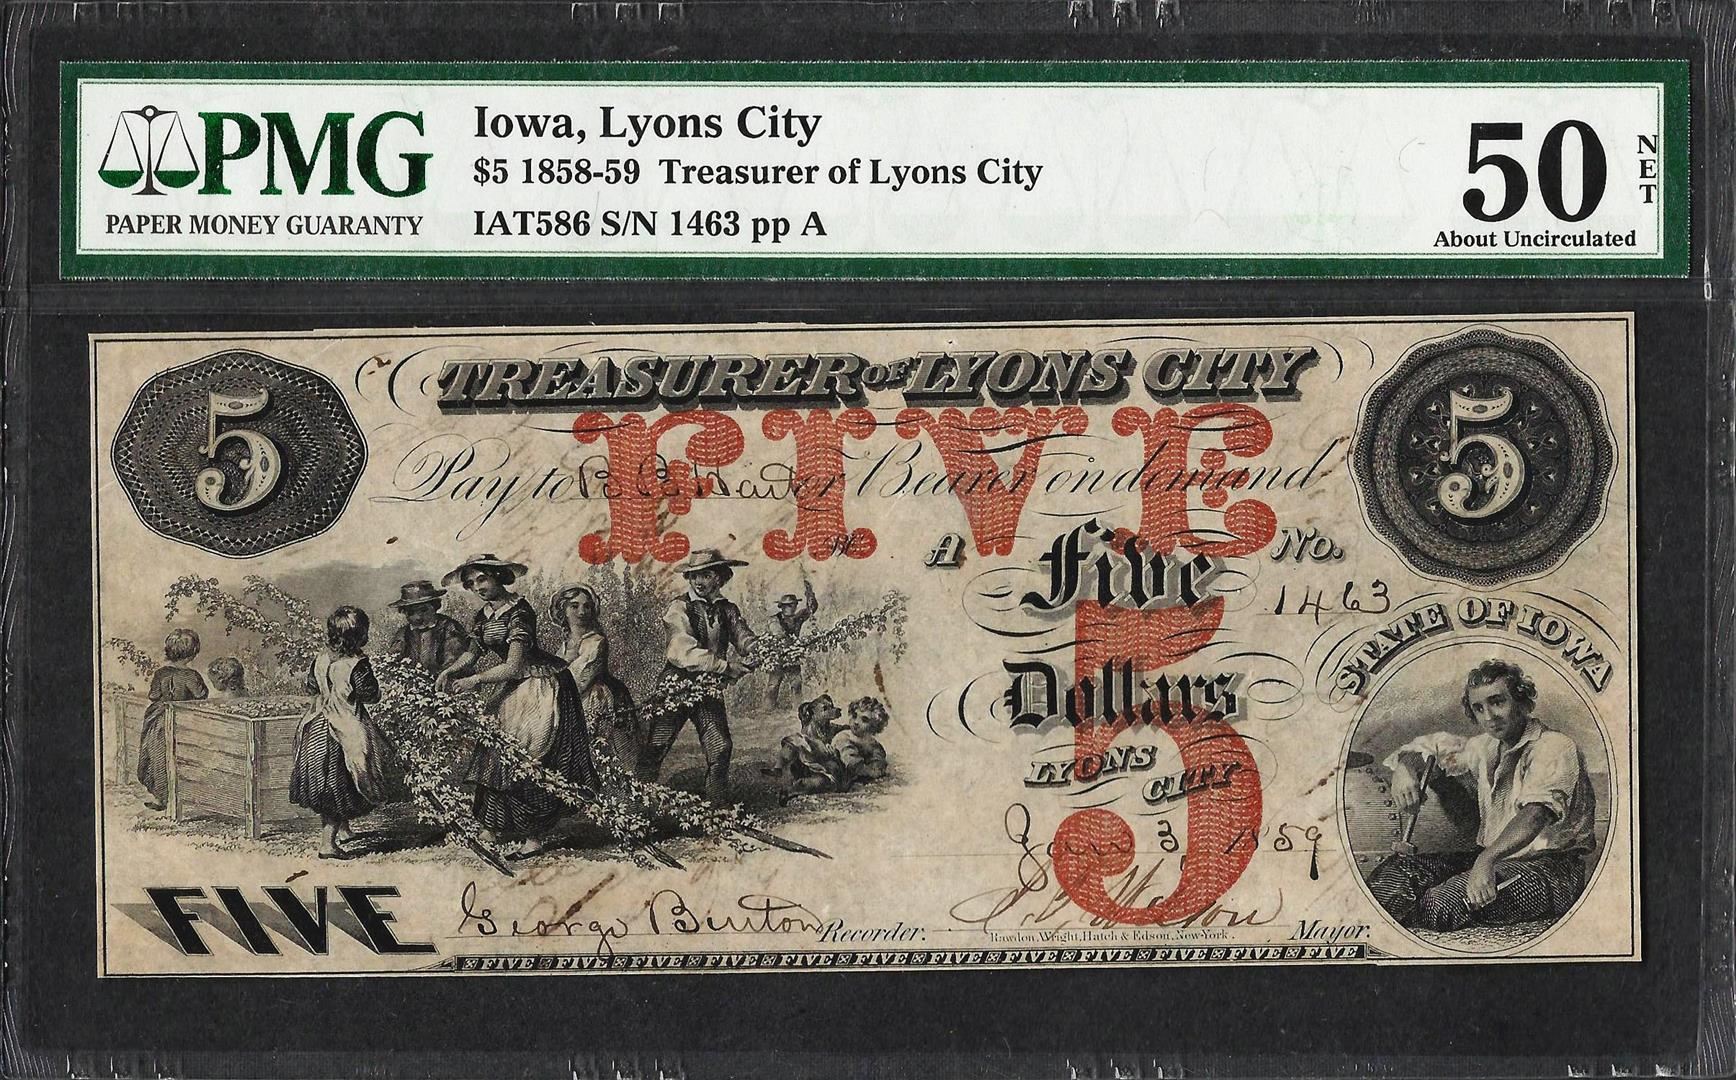 PMG
PAPER MONEY GUARANTY
Iowa, Lyons City
$5 1858-59 Treasurer of Lyons City
IAT586 S/N 1463 pp A
50
NET
About Uncirculated
5
TREASURER OF LYONS CITY
5
FIVE
Pay to or Bearer on demand
A
Five
No.
1463
STATE OF IOWA
Dollars
5
LYONS
CITY
Jan 3, 1859
FIVE
George Burton Recorder.
Mayor.
Rawdon, Wright, Hatch & Edson, New-York.
FIVE FIVE FIVE FIVE FIVE FIVE FIVE FIVE FIVE FIVE FIVE FIVE